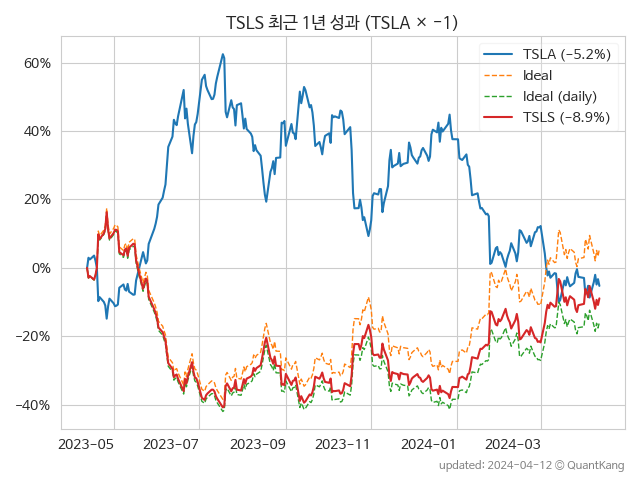 TSLS 최근 1년 성과 (TSLA × −1)
TSLA (−5.2%)
Ideal
Ideal (daily)
TSLS (−8.9%)
60%
40%
20%
0%
−20%
−40%
2023-05
2023-07
2023-09
2023-11
2024-01
2024-03
updated: 2024-04-12 © QuantKang